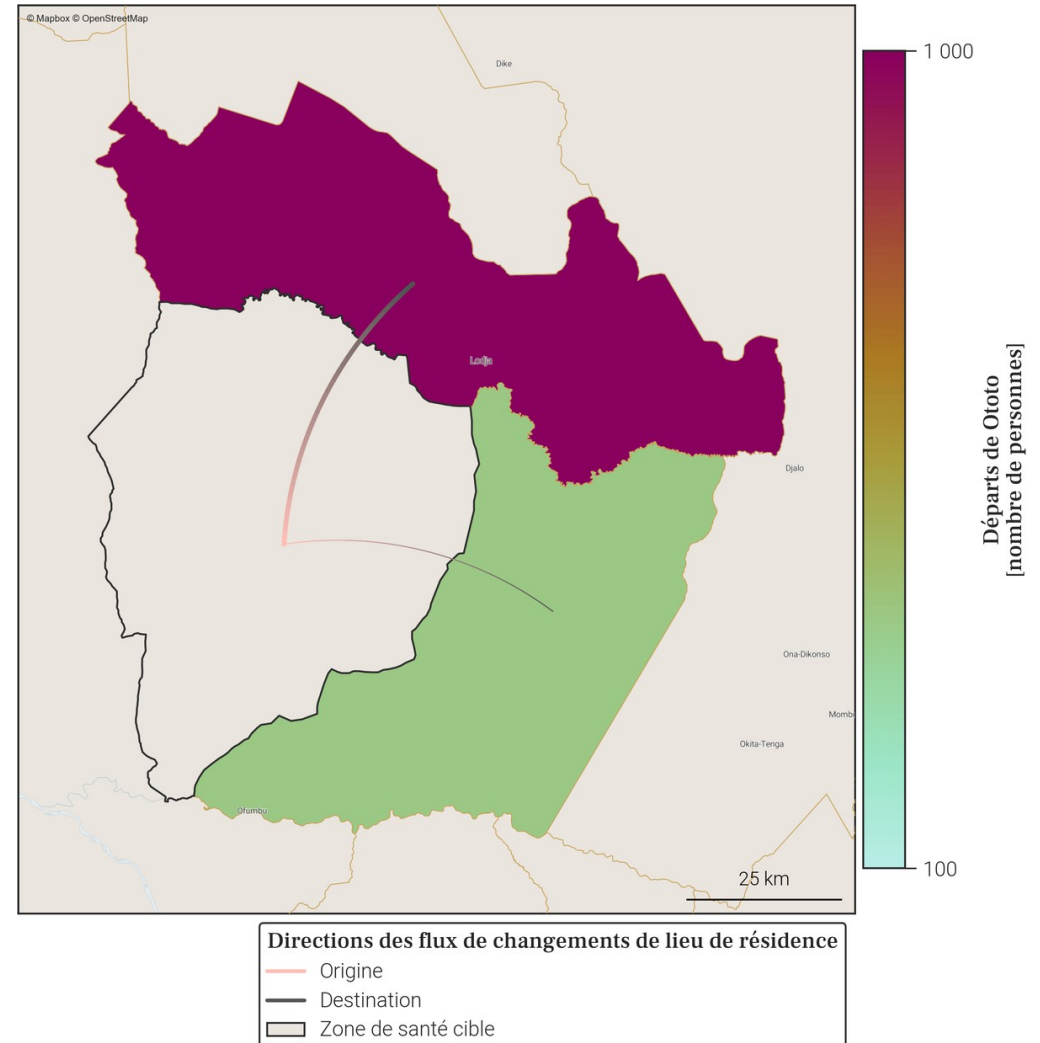 © Mapbox © OpenStreetMap
Dike
1 000
Lodja
Djalo
Départs de Ototo
[nombre de personnes]
Ona-Dikonso
Okita-Tenga
Ofumbu
25 km
100
Directions des flux de changements de lieu de résidence
Origine
Destination
Zone de santé cible